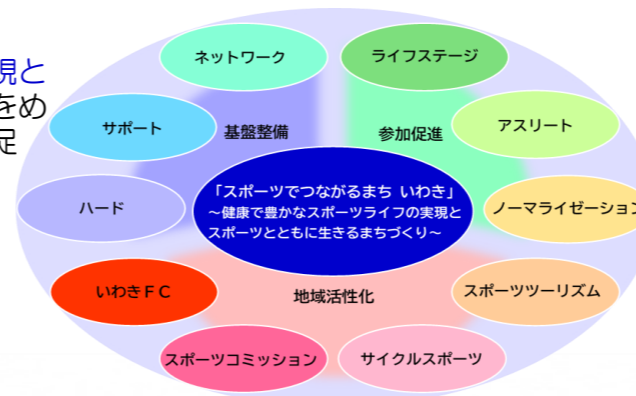 現と
をめ
足
ネットワーク
ライフステージ
サポート
基盤整備
参加促進
アスリート
ハード
「スポーツでつながるまち いわき」
～健康で豊かなスポーツライフの実現と
スポーツとともに生きるまちづくり～
ノーマライゼーション
いわきＦＣ
地域活性化
スポーツツーリズム
スポーツコミッション
サイクルスポーツ